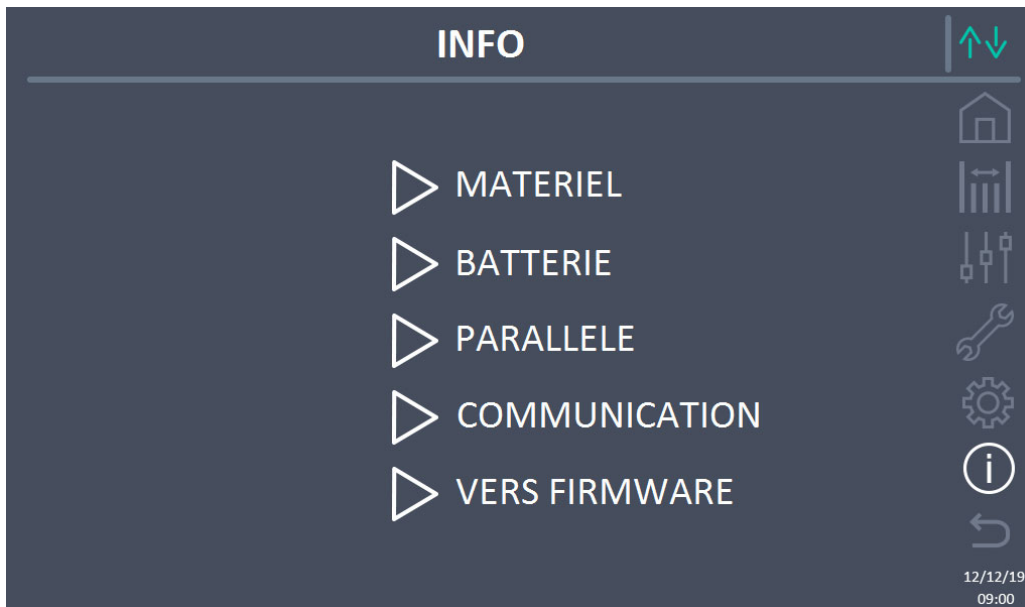 INFO
MATERIEL
BATTERIE
PARALLELE
COMMUNICATION
VERS FIRMWARE
12/12/19
09:00